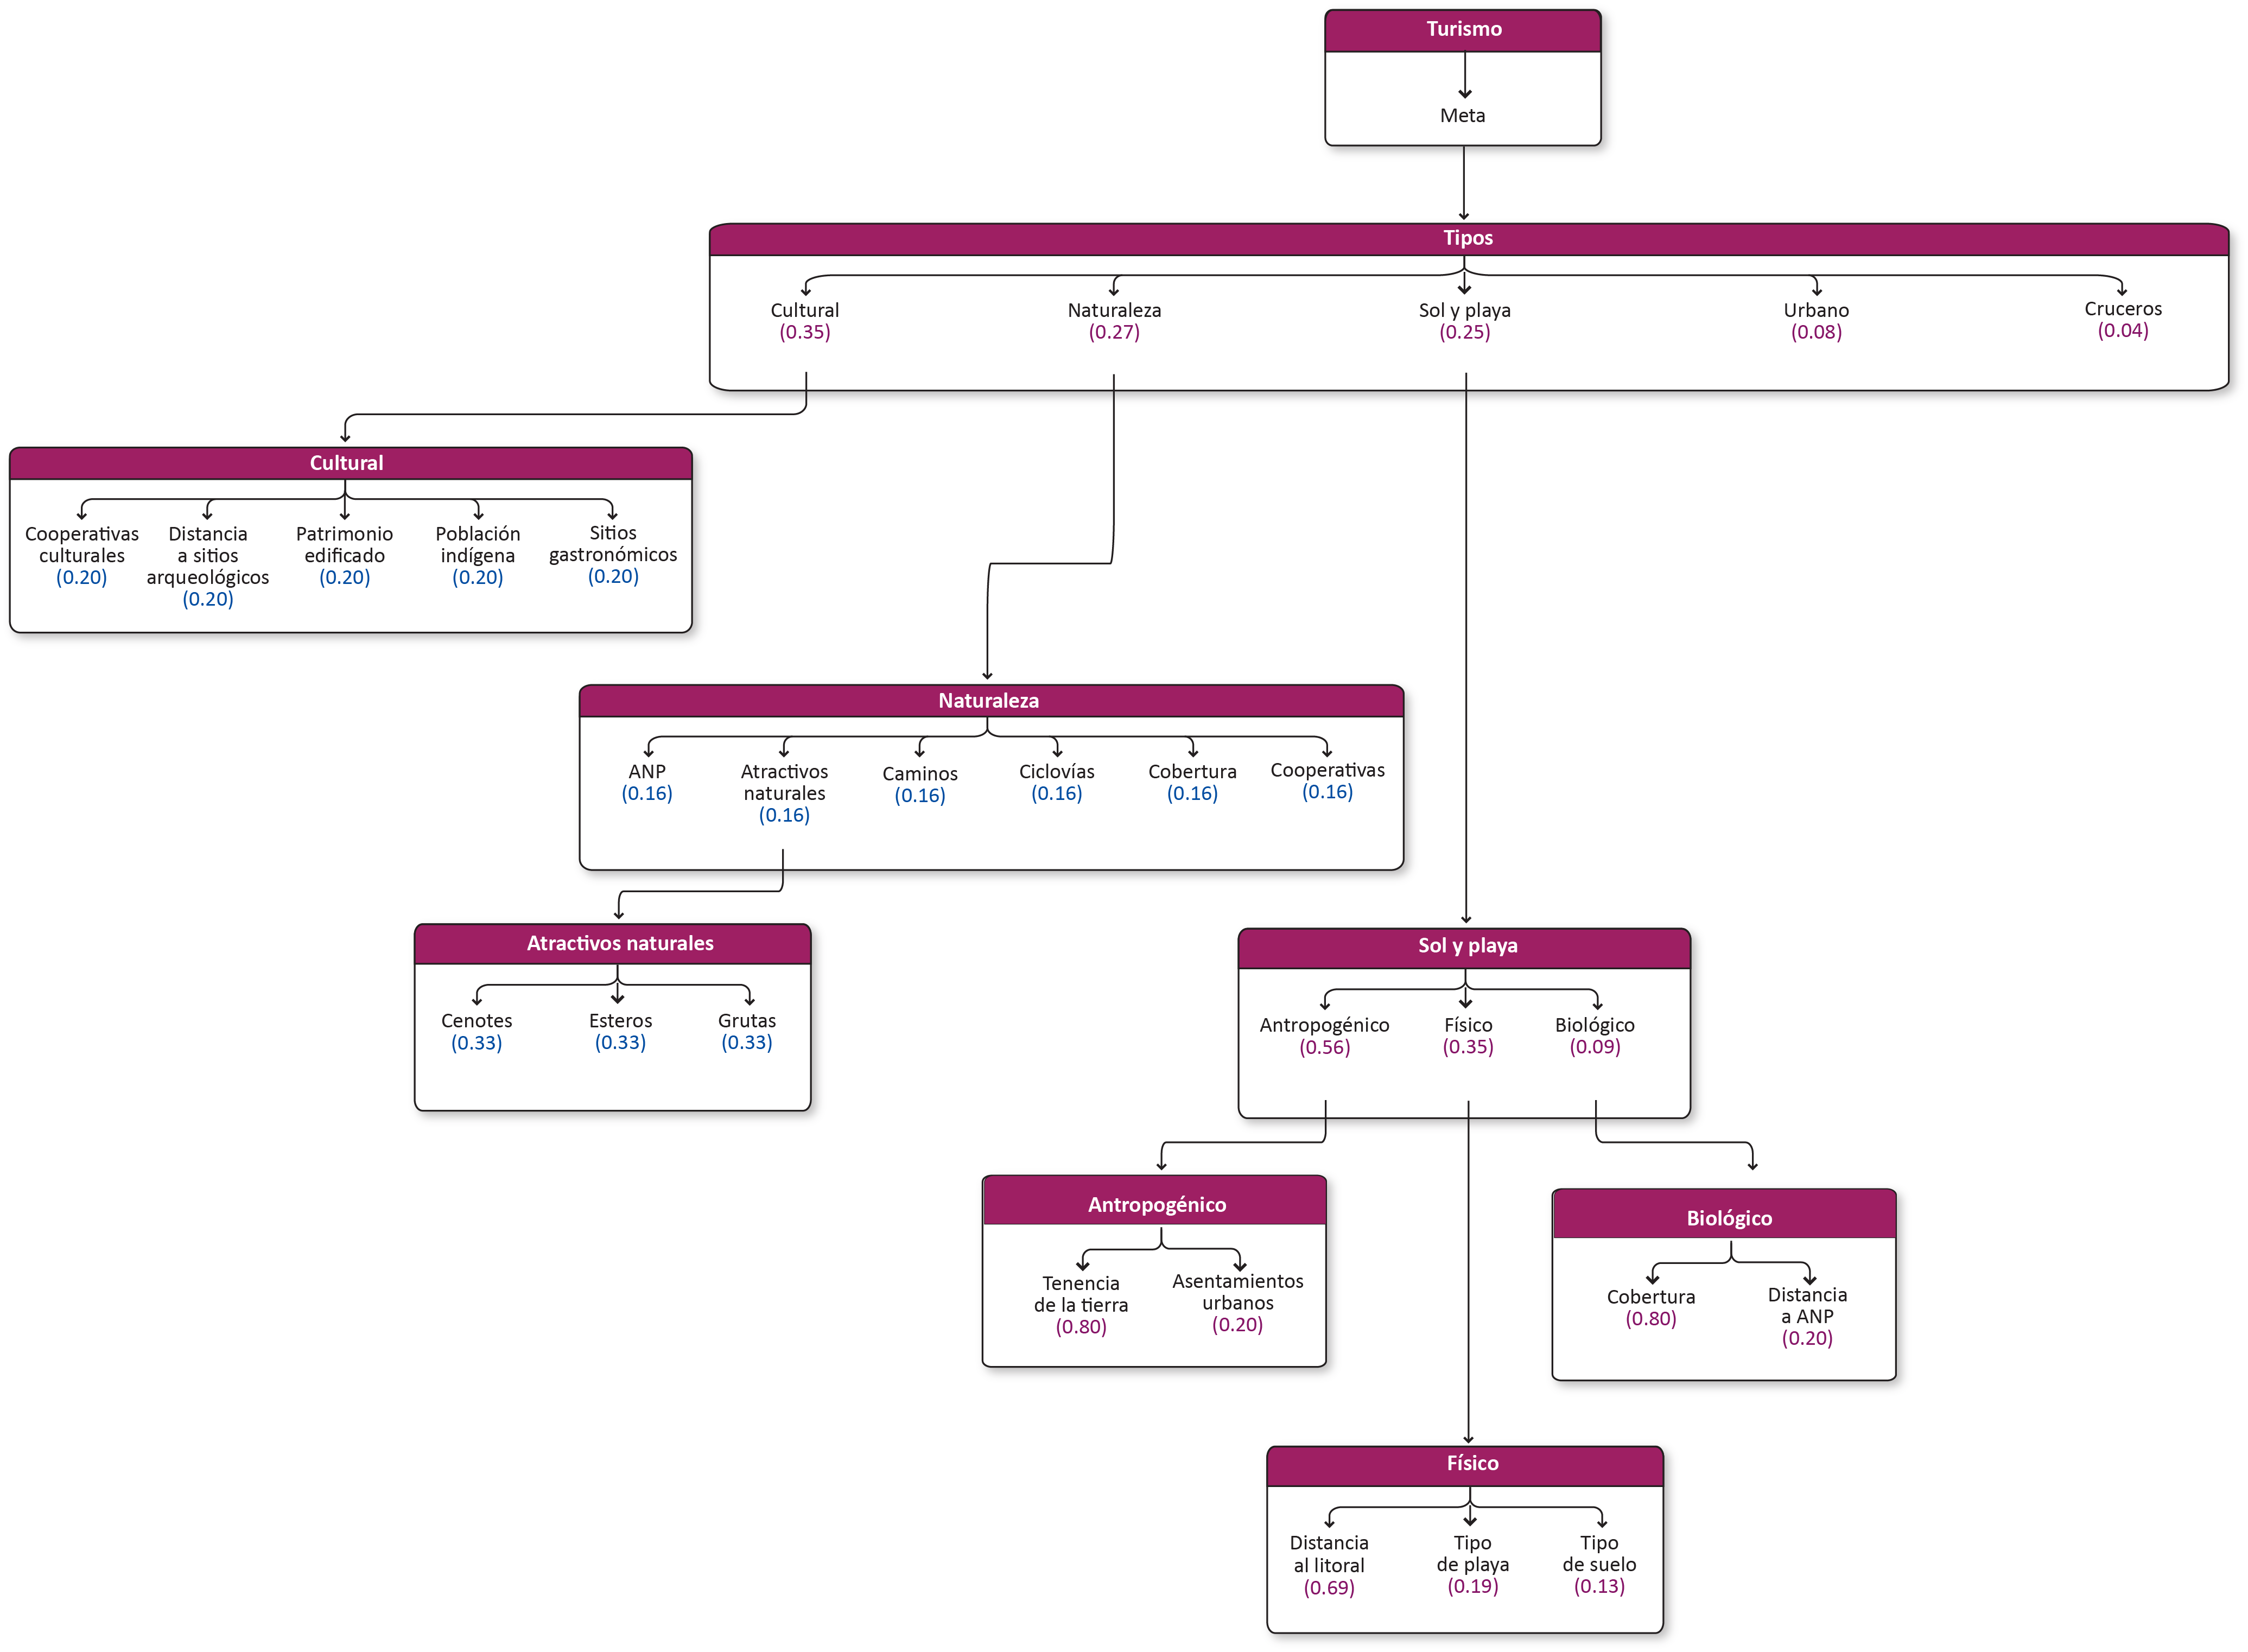 Turismo
Meta
Tipos
Cultural
(0.35)
Naturaleza
(0.27)
Sol y playa
(0.25)
Urbano
(0.08)
Cruceros
(0.04)
Cultural
Cooperativas
culturales
(0.20)
Distancia
a sitios
arqueológicos
(0.20)
Patrimonio
edificado
(0.20)
Población
indígena
(0.20)
Sitios
gastronómicos
(0.20)
Naturaleza
ANP
(0.16)
Atractivos
naturales
(0.16)
Caminos
(0.16)
Ciclovías
(0.16)
Cobertura
(0.16)
Cooperativas
(0.16)
Atractivos naturales
Cenotes
(0.33)
Esteros
(0.33)
Grutas
(0.33)
Sol y playa
Antropogénico
(0.56)
Físico
(0.35)
Biológico
(0.09)
Antropogénico
Tenencia
de la tierra
(0.80)
Asentamientos
urbanos
(0.20)
Biológico
Cobertura
(0.80)
Distancia
a ANP
(0.20)
Físico
Distancia
al litoral
(0.69)
Tipo
de playa
(0.19)
Tipo
de suelo
(0.13)